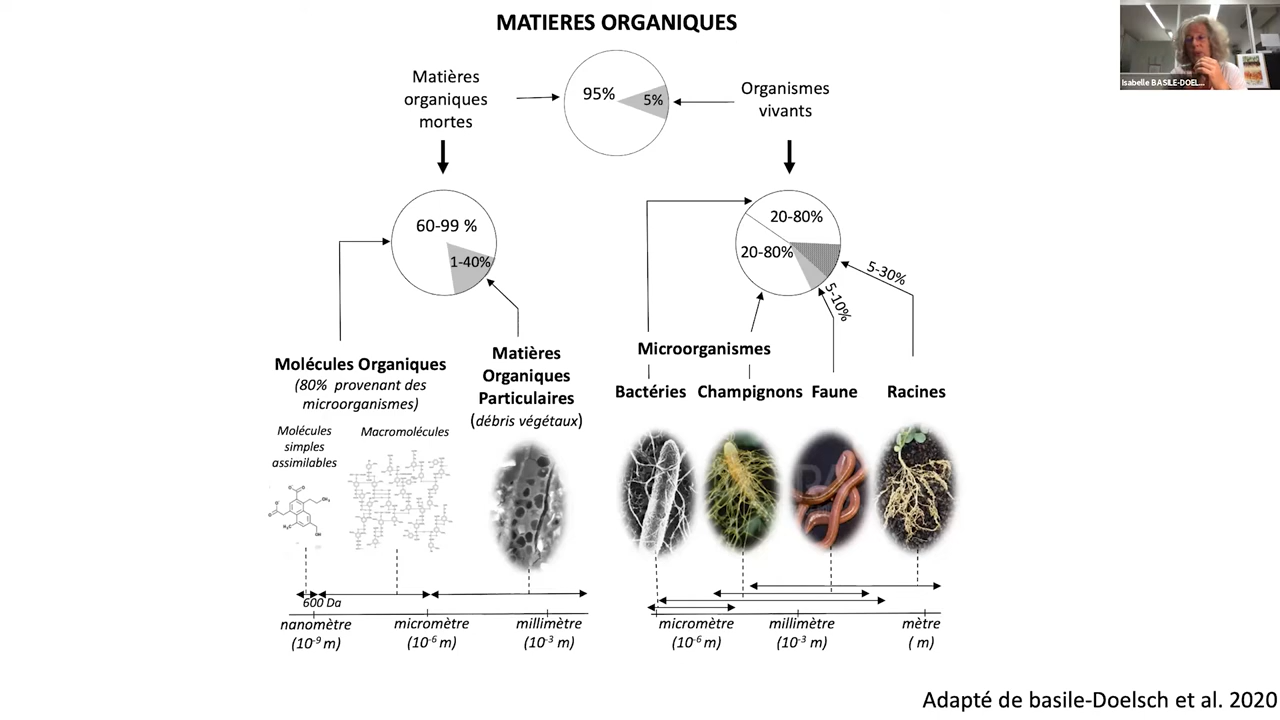 MATIERES ORGANIQUES
Isabelle BASILE-DOEL...
Matières
organiques
mortes
95%
5%
Organismes
vivants
60-99 %
1-40%
20-80%
20-80%
5-30%
5-10%
Molécules Organiques
(80% provenant des
microorganismes)
Matières
Organiques
Particulaires
(débris végétaux)
Microorganismes
Bactéries
Champignons
Faune
Racines
Molécules
simples
assimilables
Macromolécules
600 Da
nanomètre
(10-9 m)
micromètre
(10-6 m)
millimètre
(10-3 m)
micromètre
(10-6 m)
millimètre
(10-3 m)
mètre
( m)
Adapté de basile-Doelsch et al. 2020